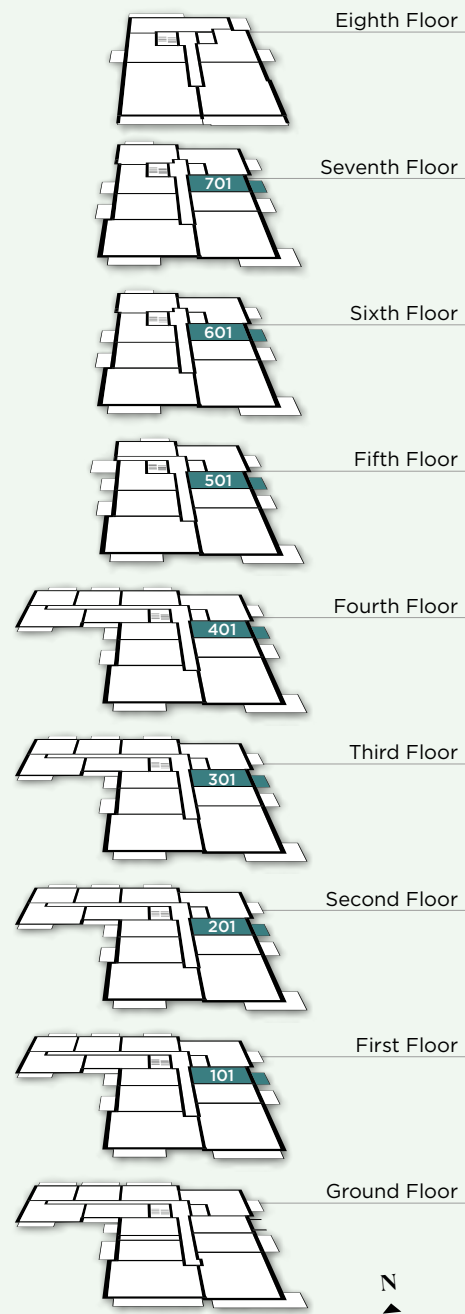 Eighth Floor
Seventh Floor
701
Sixth Floor
601
Fifth Floor
501
Fourth Floor
401
Third Floor
301
Second Floor
201
First Floor
101
Ground Floor
N